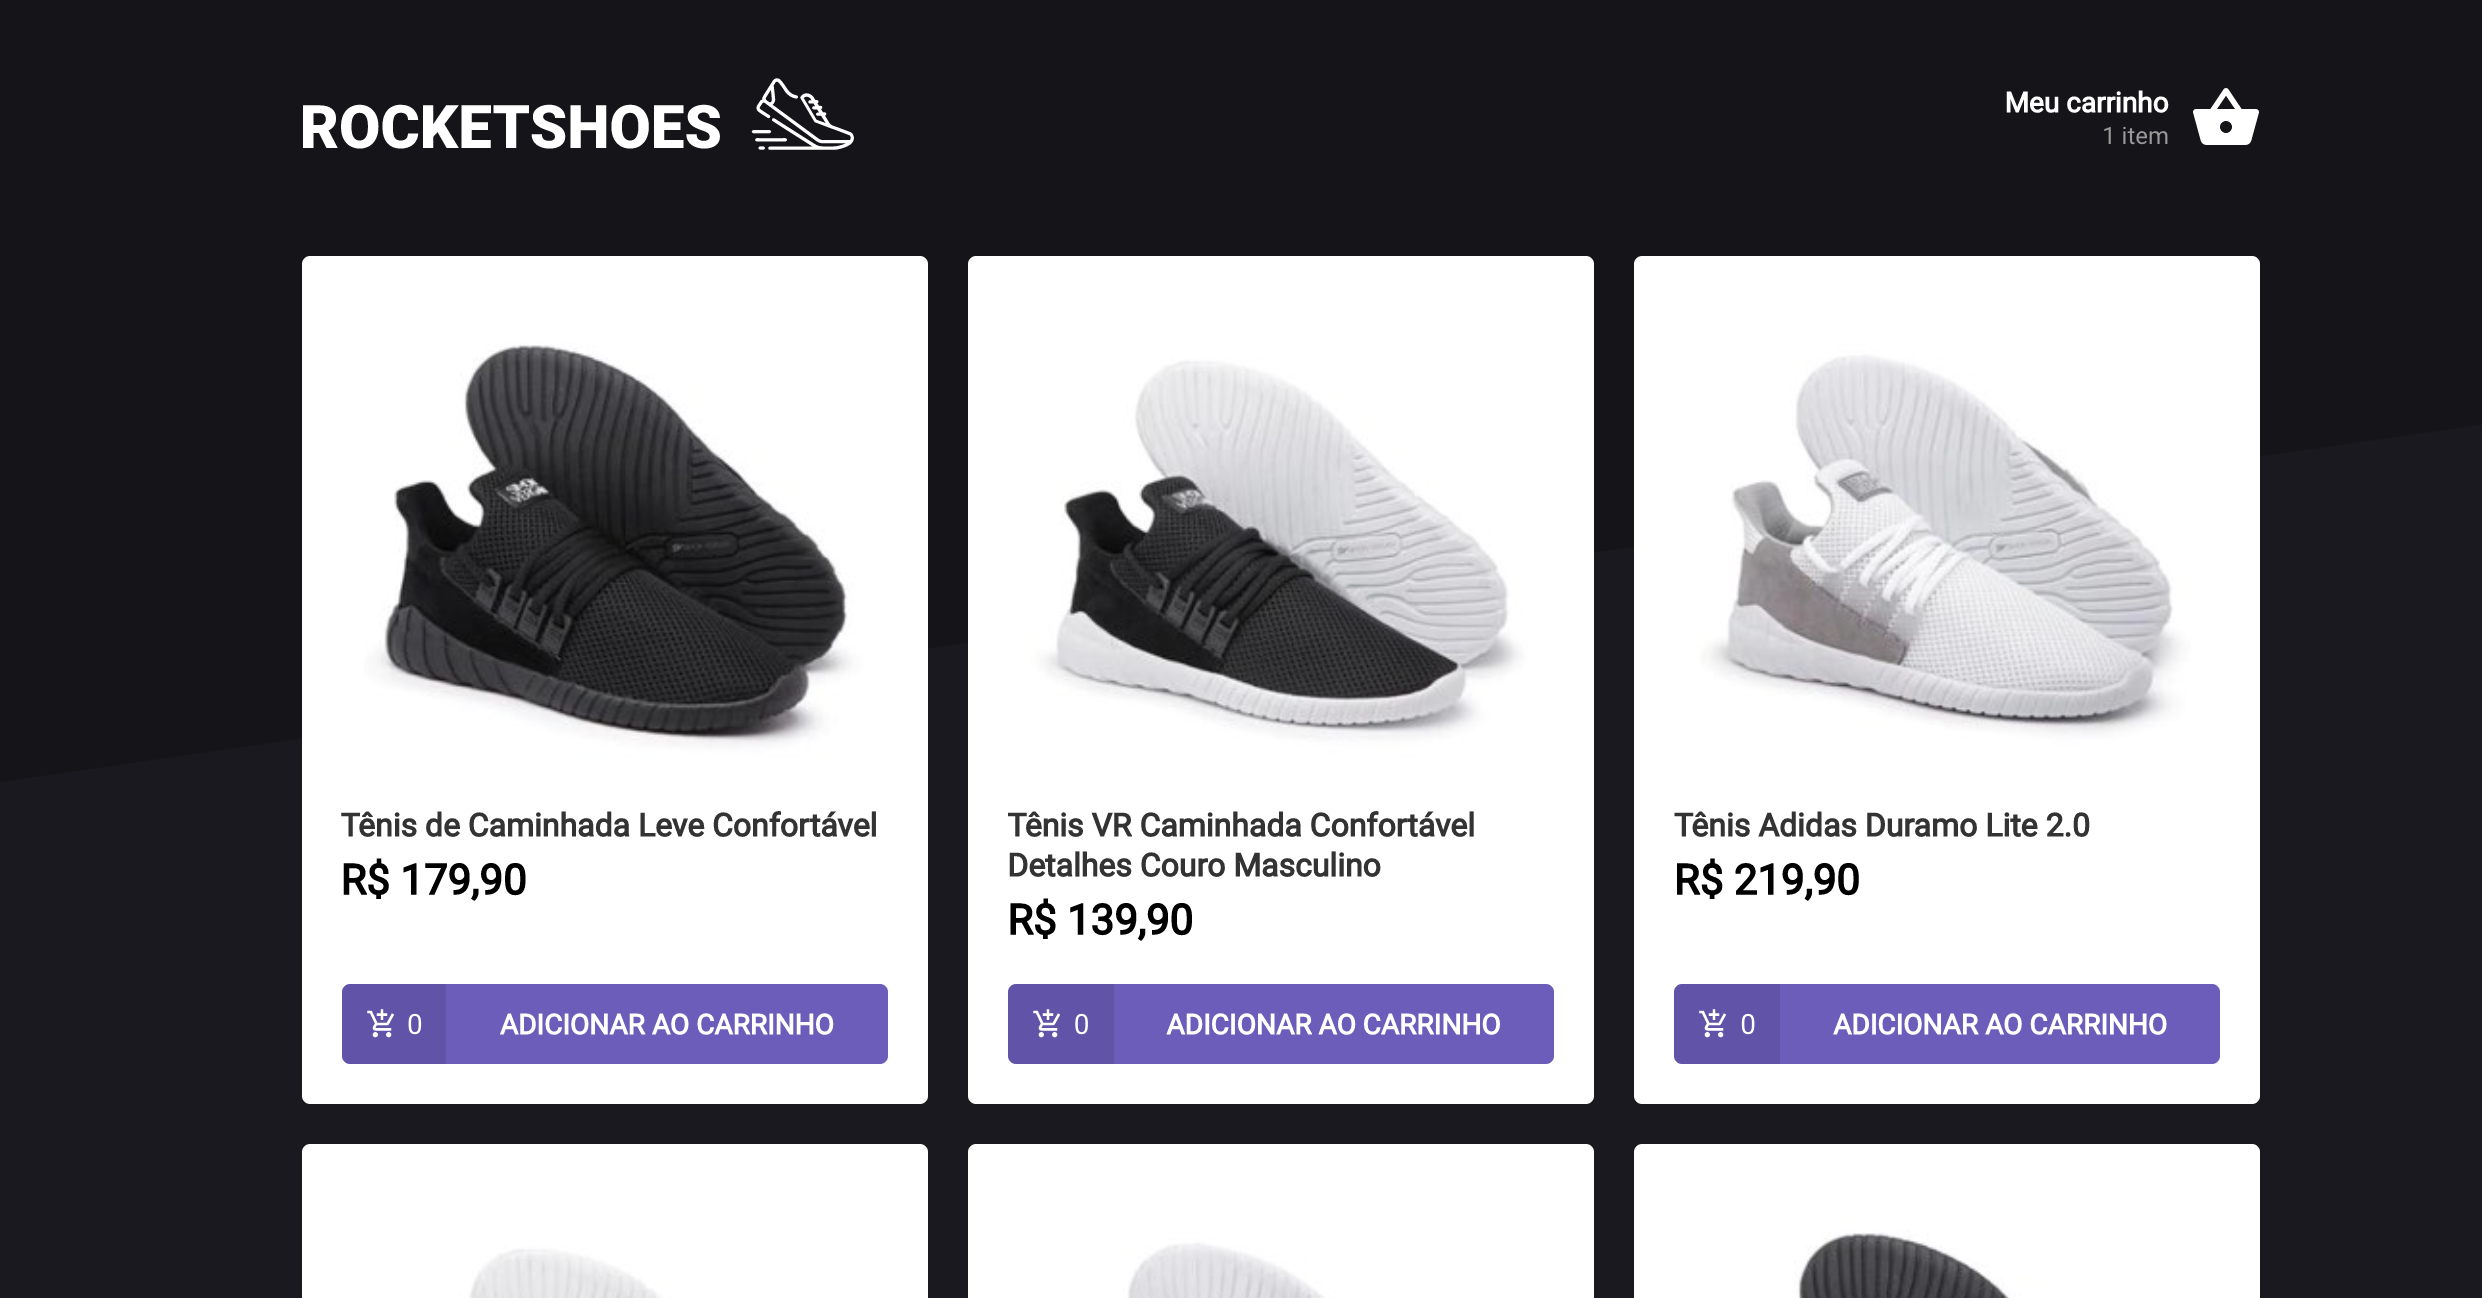 ROCKETSHOES
Meu carrinho
1 item
Tênis de Caminhada Leve Confortável
R$ 179,90
0 ADICIONAR AO CARRINHO
Tênis VR Caminhada Confortável
Detalhes Couro Masculino
R$ 139,90
0 ADICIONAR AO CARRINHO
Tênis Adidas Duramo Lite 2.0
R$ 219,90
0 ADICIONAR AO CARRINHO